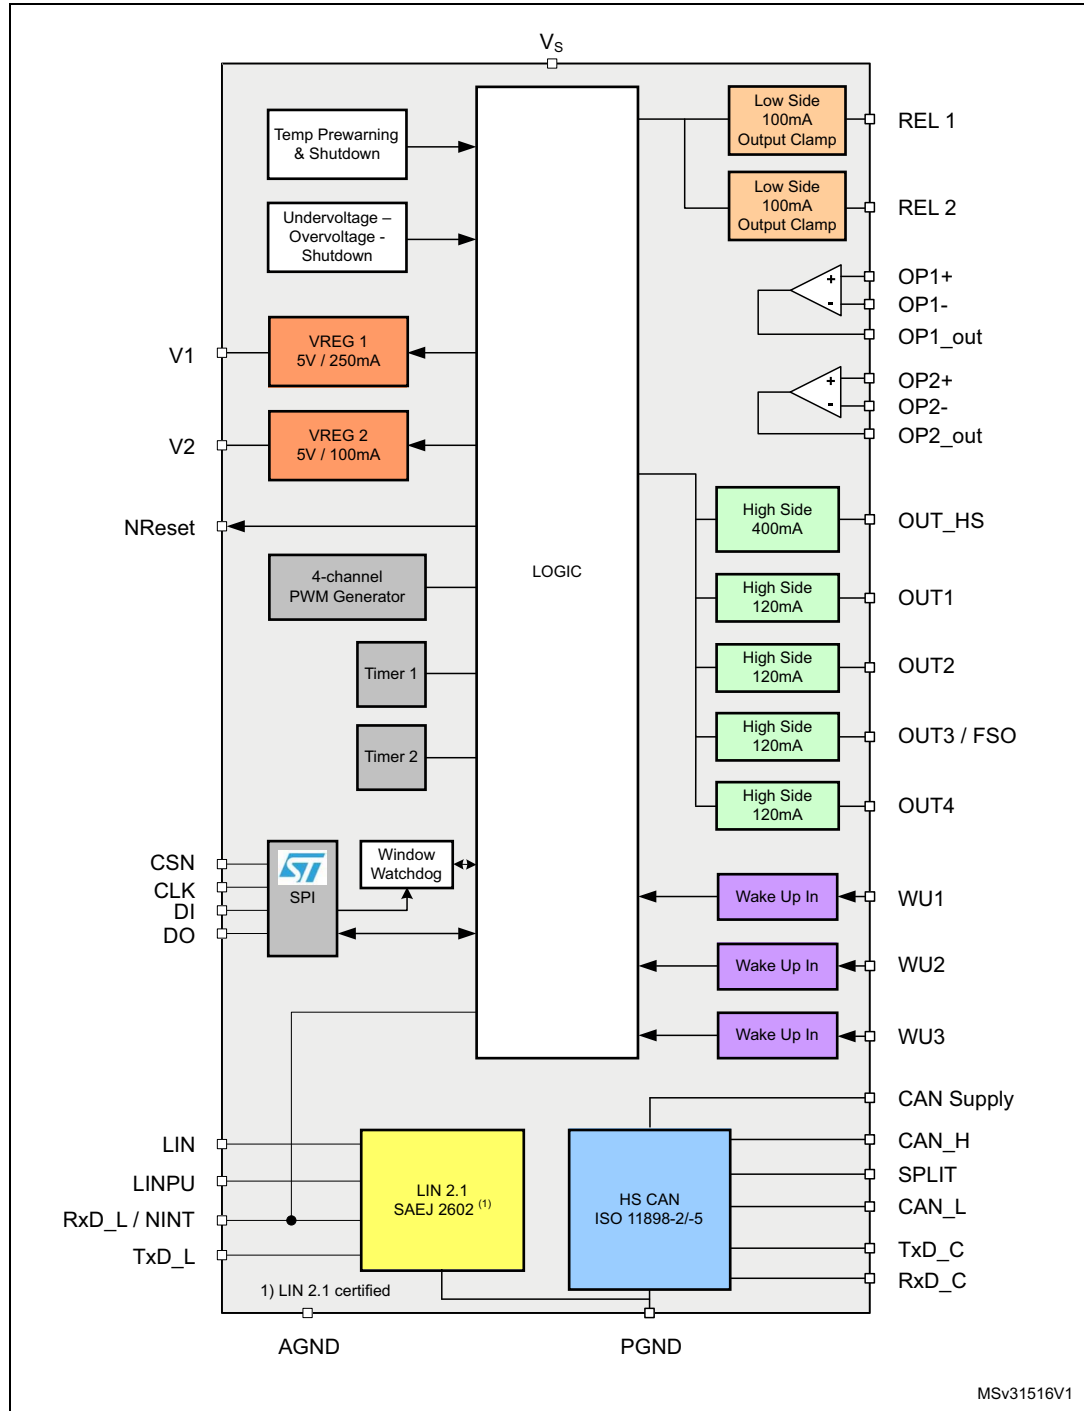 V_S
Temp Prewarning
& Shutdown
Undervoltage –
Overvoltage -
Shutdown
V1
VREG 1
5V / 250mA
V2
VREG 2
5V / 100mA
NReset
4-channel
PWM Generator
Timer 1
Timer 2
CSN
CLK
DI
DO
ST
SPI
Window
Watchdog
LOGIC
Low Side
100mA
Output Clamp
REL 1
Low Side
100mA
Output Clamp
REL 2
+
-
OP1+
OP1-
OP1_out
+
-
OP2+
OP2-
OP2_out
High Side
400mA
OUT_HS
High Side
120mA
OUT1
High Side
120mA
OUT2
High Side
120mA
OUT3 / FSO
High Side
120mA
OUT4
Wake Up In
WU1
Wake Up In
WU2
Wake Up In
WU3
LIN
LINPU
RxD_L / NINT
TxD_L
LIN 2.1
SAEJ 2602 (1)
1) LIN 2.1 certified
HS CAN
ISO 11898-2/-5
CAN Supply
CAN_H
SPLIT
CAN_L
TxD_C
RxD_C
AGND
PGND
MSv31516V1